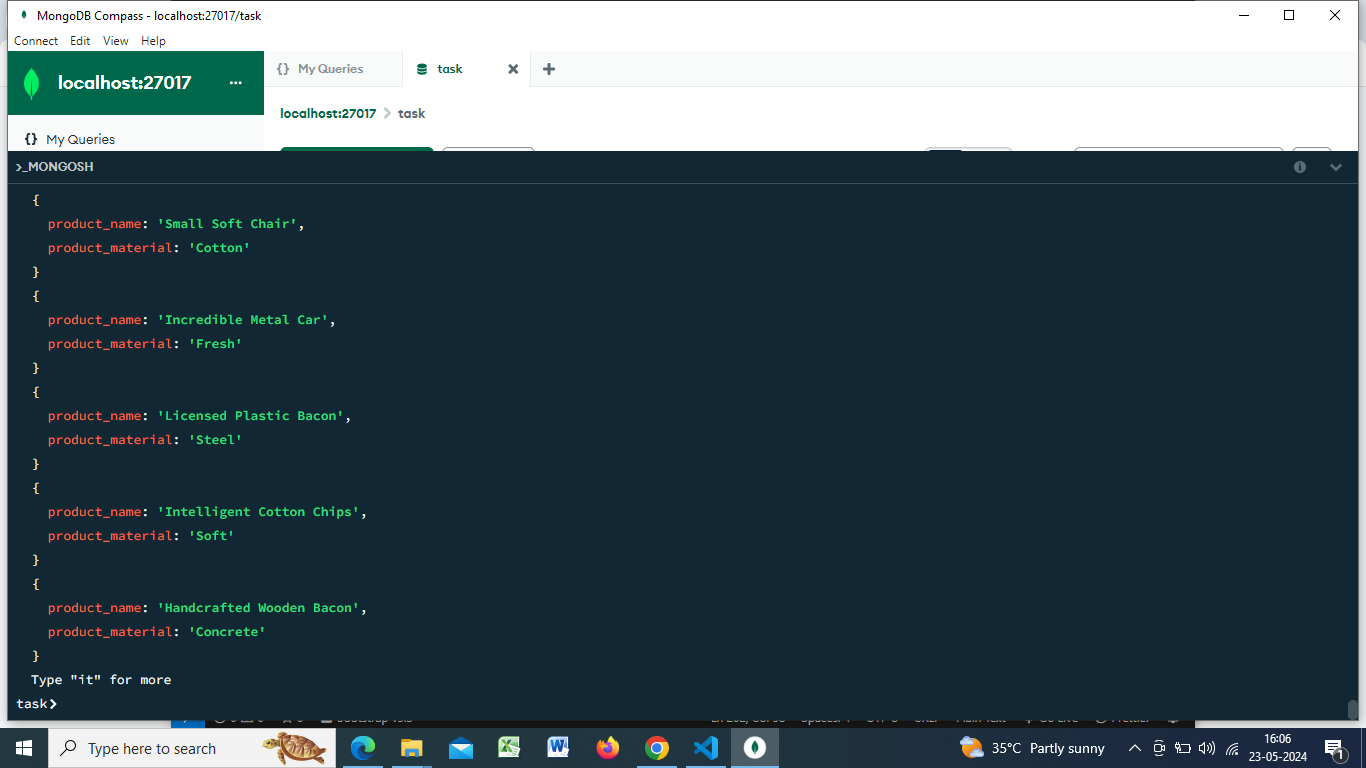 MongoDB Compass - localhost:27017/task
Connect Edit View Help
localhost:27017 ...
{} My Queries
task
localhost:27017 > task
{} My Queries
>_MONGOSH
{
product_name: 'Small Soft Chair',
product_material: 'Cotton'
}
{
product_name: 'Incredible Metal Car',
product_material: 'Fresh'
}
{
product_name: 'Licensed Plastic Bacon',
product_material: 'Steel'
}
{
product_name: 'Intelligent Cotton Chips',
product_material: 'Soft'
}
{
product_name: 'Handcrafted Wooden Bacon',
product_material: 'Concrete'
}
Type "it" for more
task>
Type here to search
35°C Partly sunny
16:06
23-05-2024
1